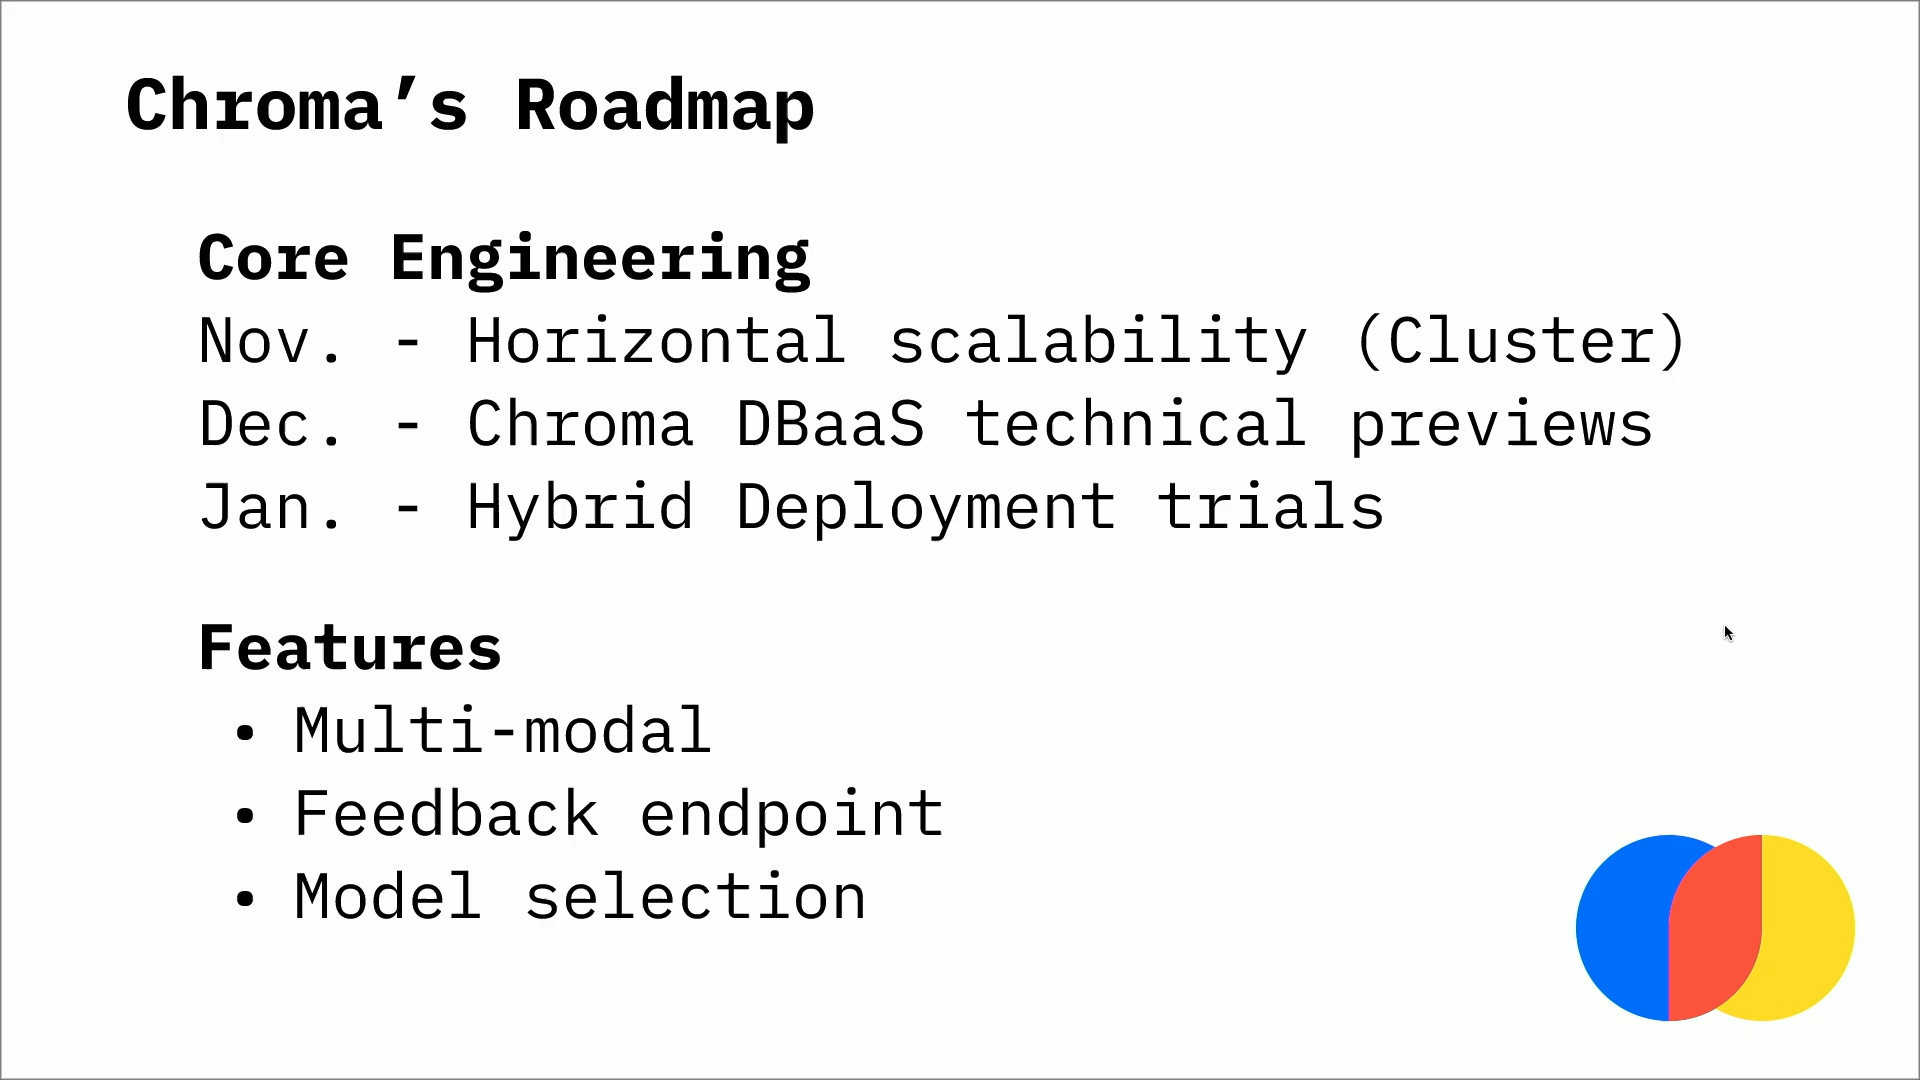 Chroma’s Roadmap
Core Engineering
Nov. - Horizontal scalability (Cluster)
Dec. - Chroma DBaaS technical previews
Jan. - Hybrid Deployment trials
Features
• Multi-modal
• Feedback endpoint
• Model selection